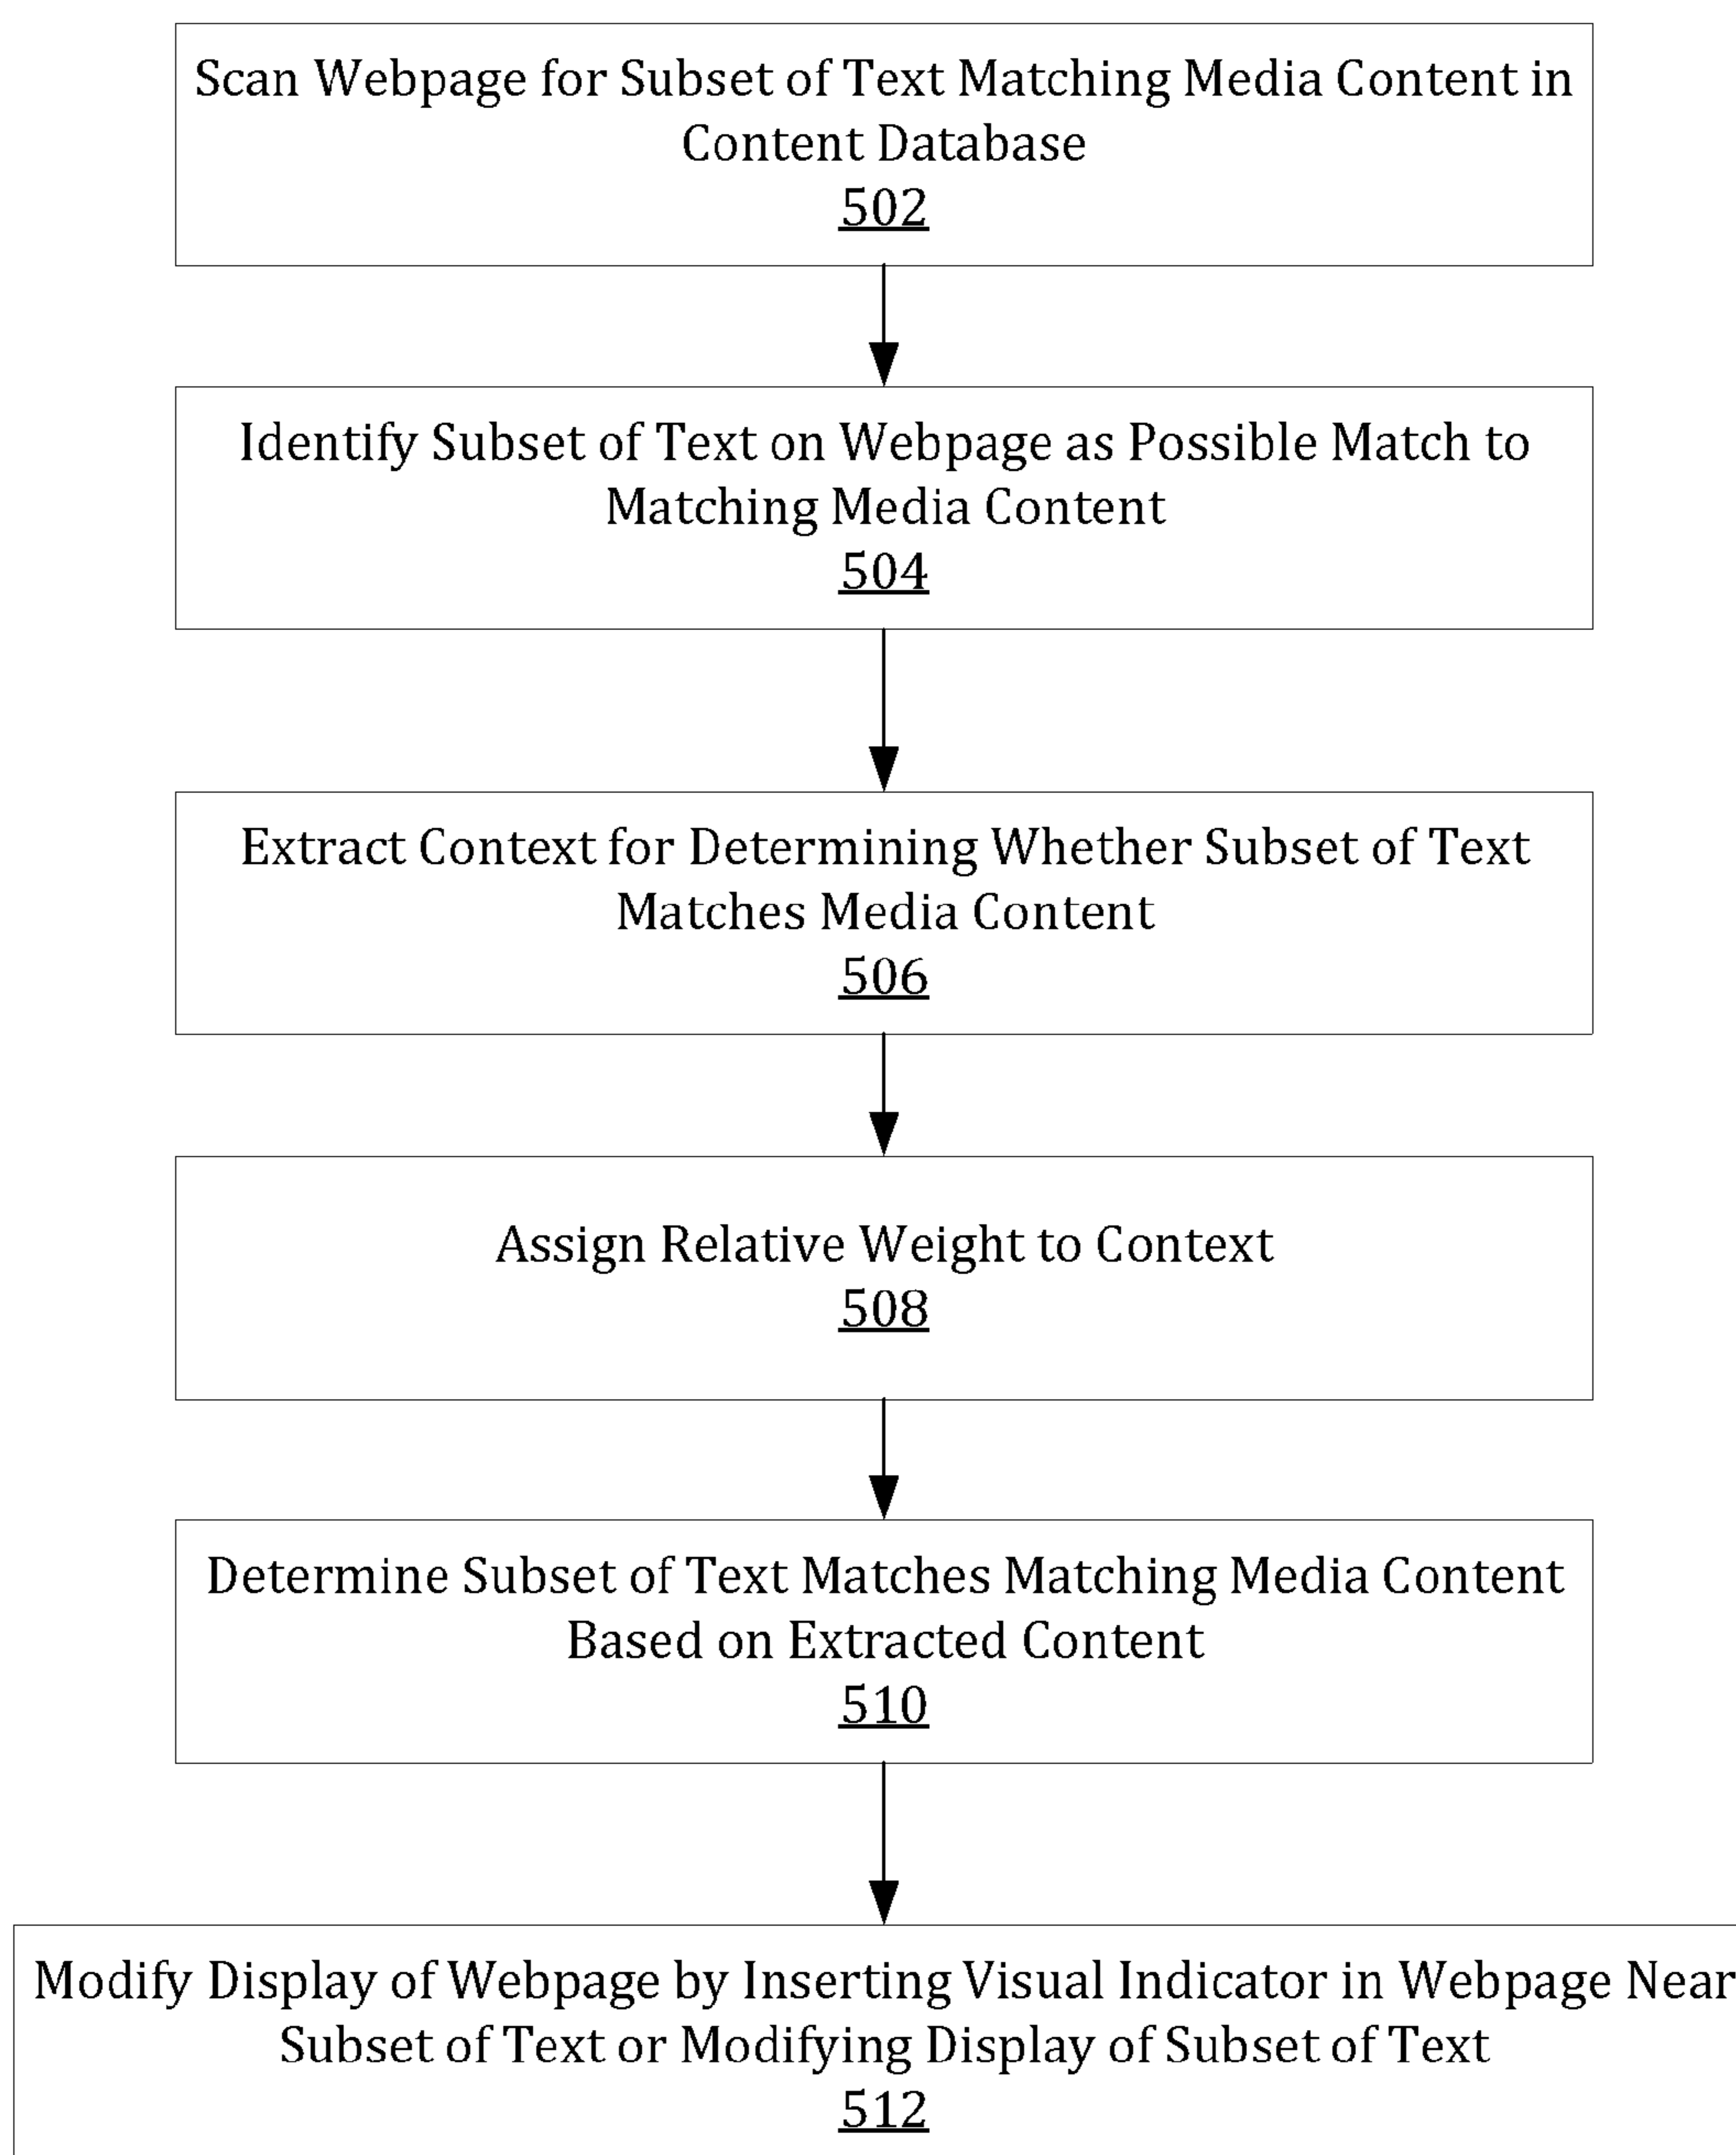 Scan Webpage for Subset of Text Matching Media Content in
Content Database
502
Identify Subset of Text on Webpage as Possible Match to
Matching Media Content
504
Extract Context for Determining Whether Subset of Text
Matches Media Content
506
Assign Relative Weight to Context
508
Determine Subset of Text Matches Matching Media Content
Based on Extracted Content
510
Modify Display of Webpage by Inserting Visual Indicator in Webpage Near
Subset of Text or Modifying Display of Subset of Text
512